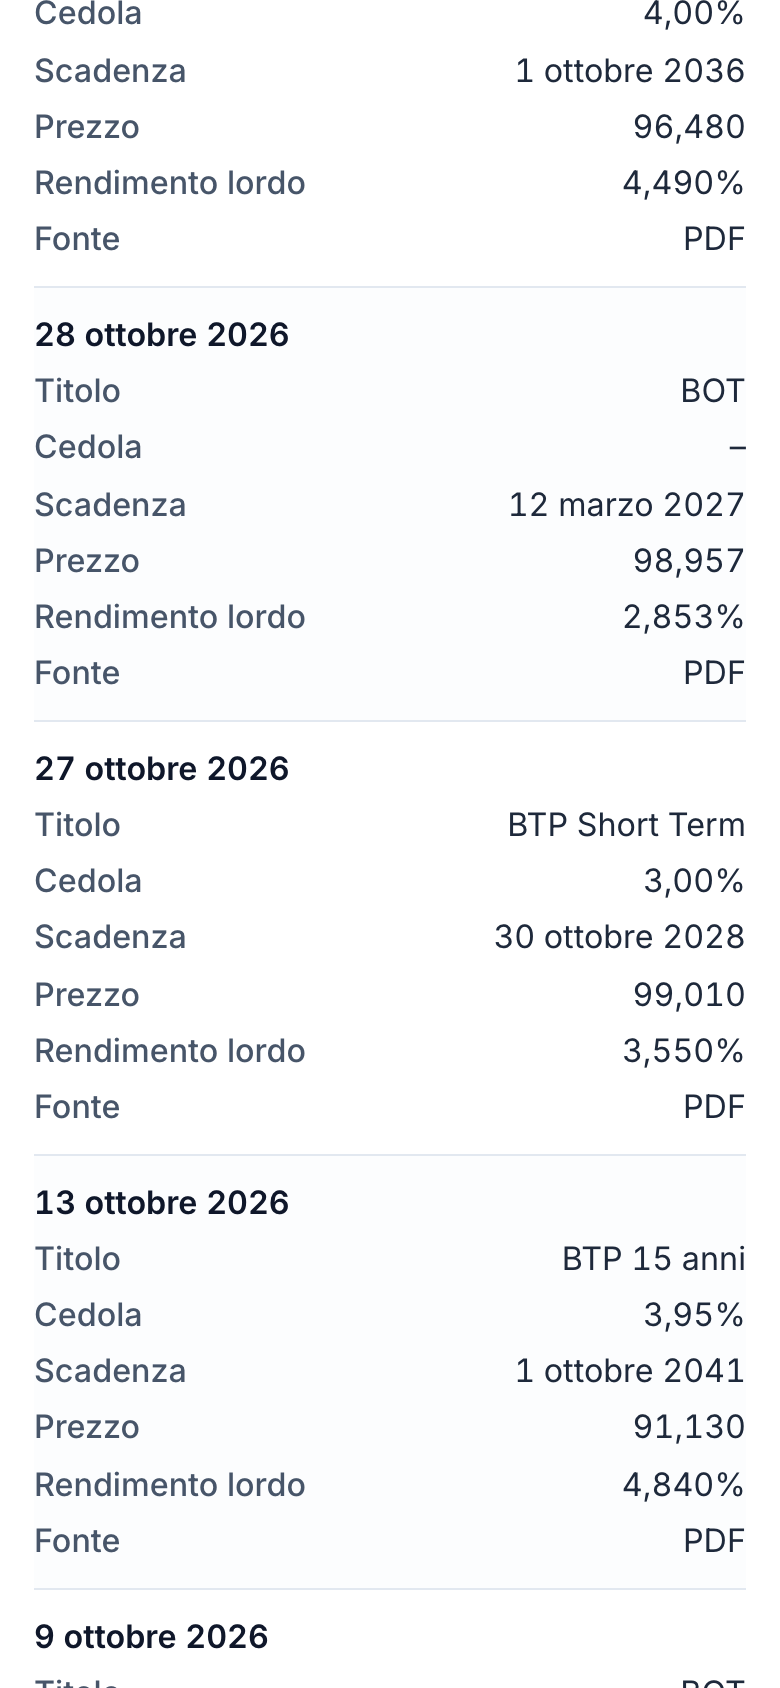 Cedola 4,00%
Scadenza 1 ottobre 2036
Prezzo 96,480
Rendimento lordo 4,490%
Fonte PDF
28 ottobre 2026
Titolo BOT
Cedola –
Scadenza 12 marzo 2027
Prezzo 98,957
Rendimento lordo 2,853%
Fonte PDF
27 ottobre 2026
Titolo BTP Short Term
Cedola 3,00%
Scadenza 30 ottobre 2028
Prezzo 99,010
Rendimento lordo 3,550%
Fonte PDF
13 ottobre 2026
Titolo BTP 15 anni
Cedola 3,95%
Scadenza 1 ottobre 2041
Prezzo 91,130
Rendimento lordo 4,840%
Fonte PDF
9 ottobre 2026
Titolo BOT